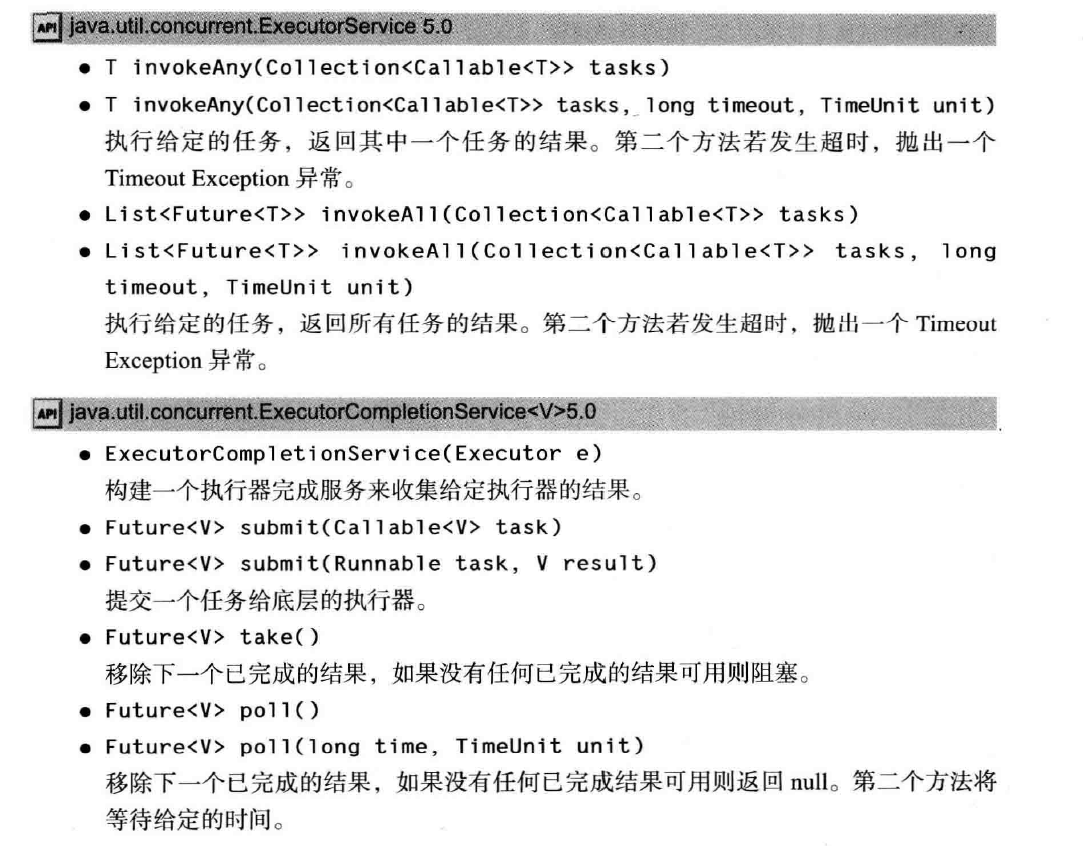 API java.util.concurrent.ExecutorService 5.0
● T invokeAny(Collection<Callable<T>> tasks)
● T invokeAny(Collection<Callable<T>> tasks, long timeout, TimeUnit unit)
执行给定的任务，返回其中一个任务的结果。第二个方法若发生超时，抛出一个
Timeout Exception 异常。
● List<Future<T>> invokeAll(Collection<Callable<T>> tasks)
● List<Future<T>> invokeAll(Collection<Callable<T>> tasks, long
timeout, TimeUnit unit)
执行给定的任务，返回所有任务的结果。第二个方法若发生超时，抛出一个 Timeout
Exception 异常。
API java.util.concurrent.ExecutorCompletionService<V>5.0
● ExecutorCompletionService(Executor e)
构建一个执行器完成服务来收集给定执行器的结果。
● Future<V> submit(Callable<V> task)
● Future<V> submit(Runnable task, V result)
提交一个任务给底层的执行器。
● Future<V> take()
移除下一个已完成的结果，如果没有任何已完成的结果可用则阻塞。
● Future<V> poll()
● Future<V> poll(long time, TimeUnit unit)
移除下一个已完成的结果，如果没有任何已完成结果可用则返回 null。第二个方法将
等待给定的时间。